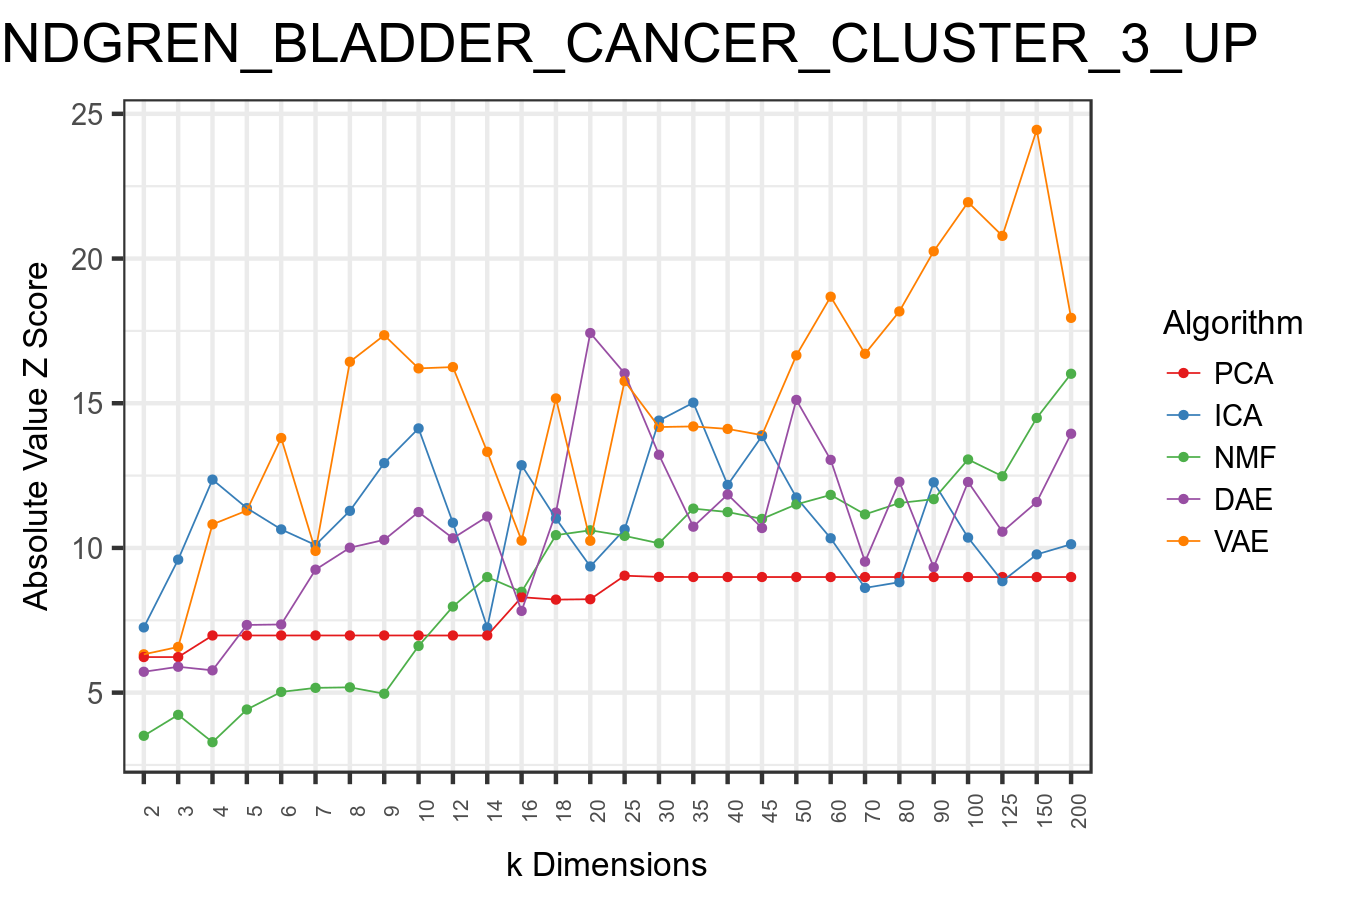 NDGREN_BLADDER_CANCER_CLUSTER_3_UP
25
20
15
10
5
Absolute Value Z Score
2 3 4 5 6 7 8 9 10 12 14 16 18 20 25 30 35 40 45 50 60 70 80 90 100 125 150 200
k Dimensions
Algorithm
PCA
ICA
NMF
DAE
VAE